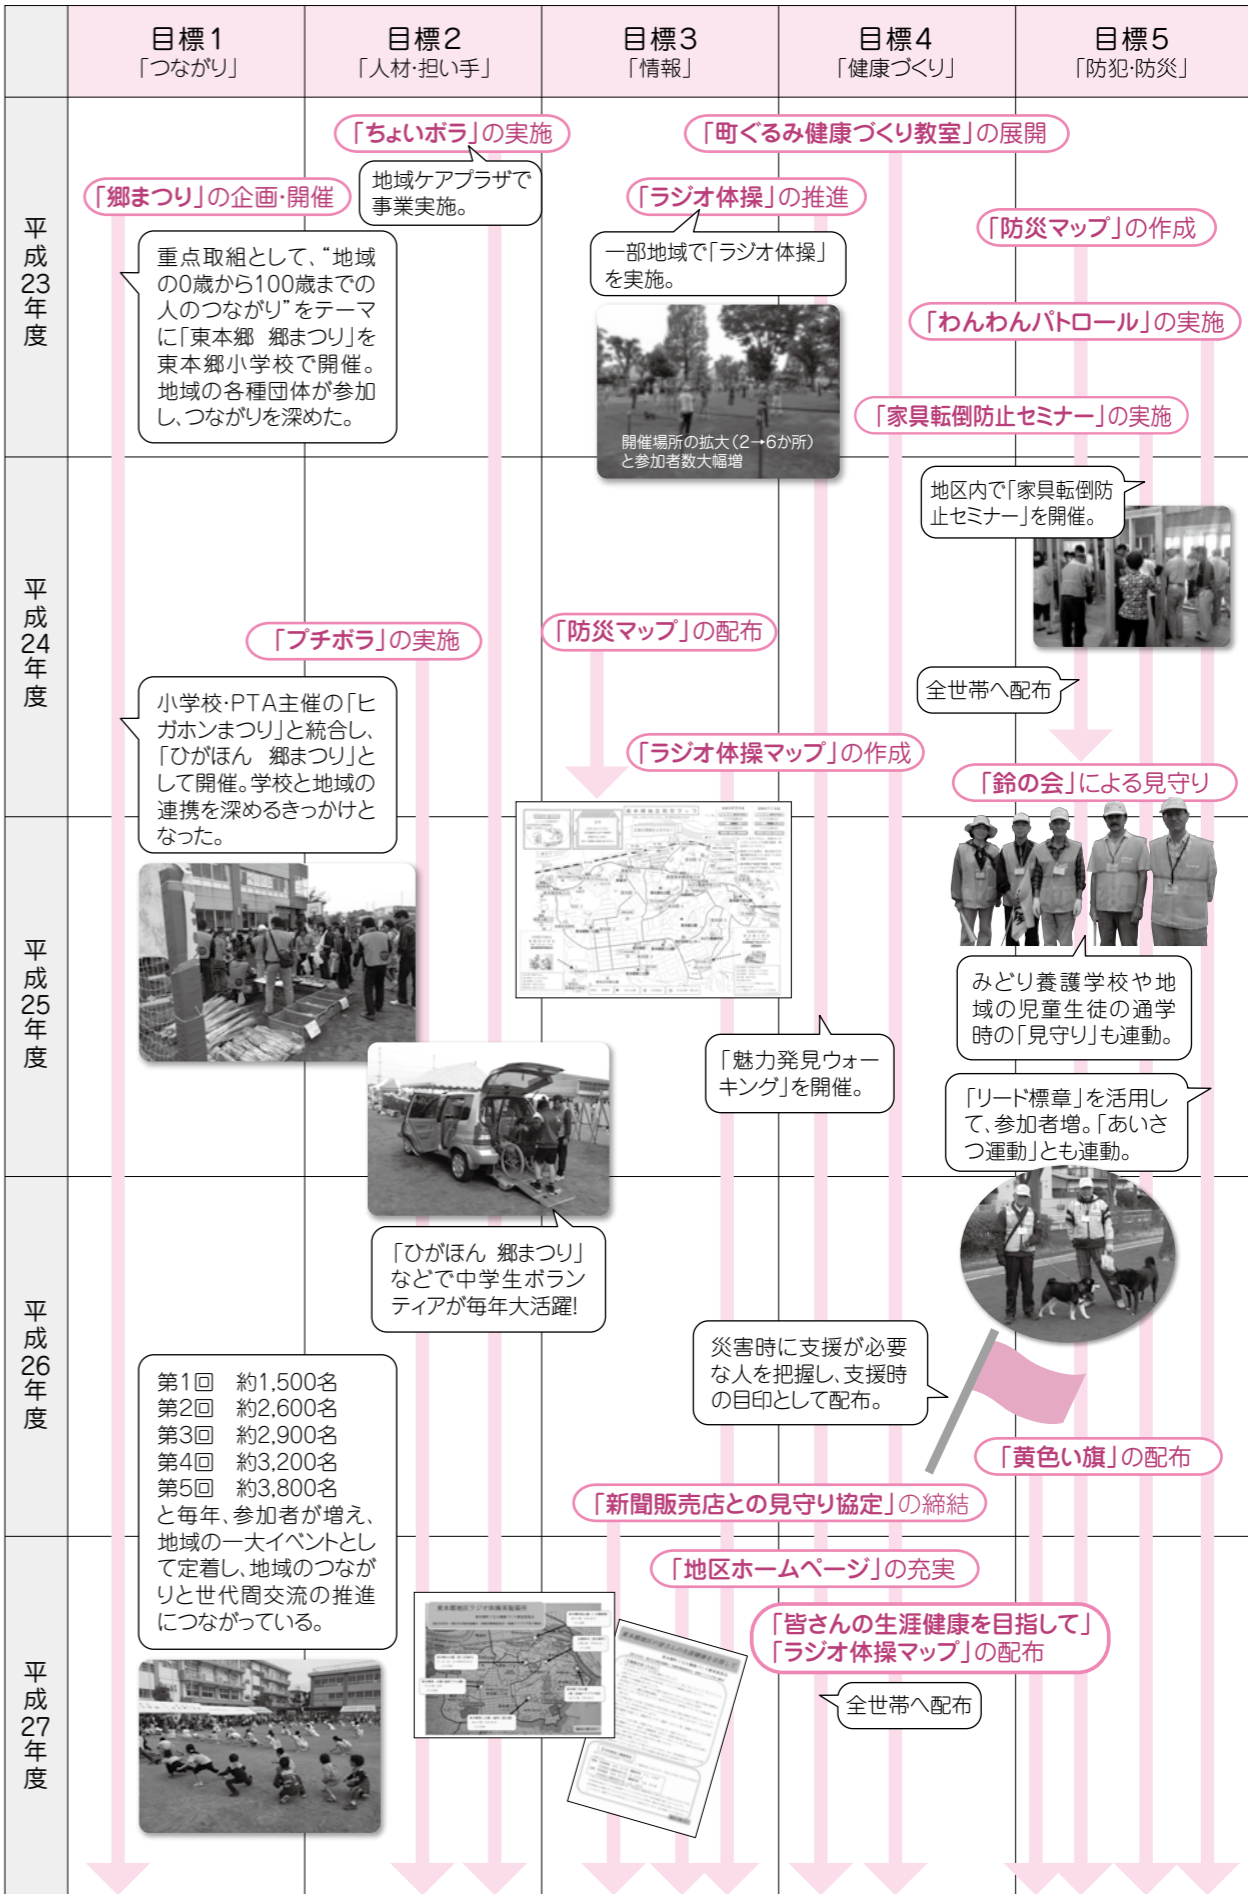 目標1
「つながり」
目標2
「人材・担い手」
目標3
「情報」
目標4
「健康づくり」
目標5
「防犯・防災」
平成23年度
「ちょいボラ」の実施
地域ケアプラザで
事業実施。
「町ぐるみ健康づくり教室」の展開
「郷まつり」の企画・開催
重点取組として、“地域
の0歳から100歳までの
人のつながり”をテーマ
に「東本郷 郷まつり」を
東本郷小学校で開催。
地域の各種団体が参加
し、つながりを深めた。
「ラジオ体操」の推進
一部地域で「ラジオ体操」
を実施。
開催場所の拡大（2→6か所）
と参加者数大幅増
「防災マップ」の作成
「わんわんパトロール」の実施
「家具転倒防止セミナー」の実施
平成24年度
地区内で「家具転倒防
止セミナー」を開催。
「プチボラ」の実施
「防災マップ」の配布
全世帯へ配布
小学校・PTA主催の「ヒ
ガホンまつり」と統合し、
「ひがほん 郷まつり」と
して開催。学校と地域の
連携を深めるきっかけと
なった。
「ラジオ体操マップ」の作成
「鈴の会」による見守り
平成25年度
みどり養護学校や地
域の児童生徒の通学
時の「見守り」も連動。
「魅力発見ウォー
キング」を開催。
「リード標章」を活用し
て、参加者増。「あいさ
つ運動」とも連動。
平成26年度
「ひがほん 郷まつり」
などで中学生ボラン
ティアが毎年大活躍!
災害時に支援が必要
な人を把握し、支援時
の目印として配布。
第1回 約1,500名
第2回 約2,600名
第3回 約2,900名
第4回 約3,200名
第5回 約3,800名
と毎年、参加者が増え、
地域の一大イベントとし
て定着し、地域のつなが
りと世代間交流の推進
につながっている。
「黄色い旗」の配布
「新聞販売店との見守り協定」の締結
平成27年度
「地区ホームページ」の充実
「皆さんの生涯健康を目指して」
「ラジオ体操マップ」の配布
全世帯へ配布